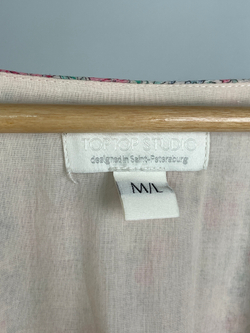 TOPTOP STUDIO
designed in Saint-Petersburg
M/L